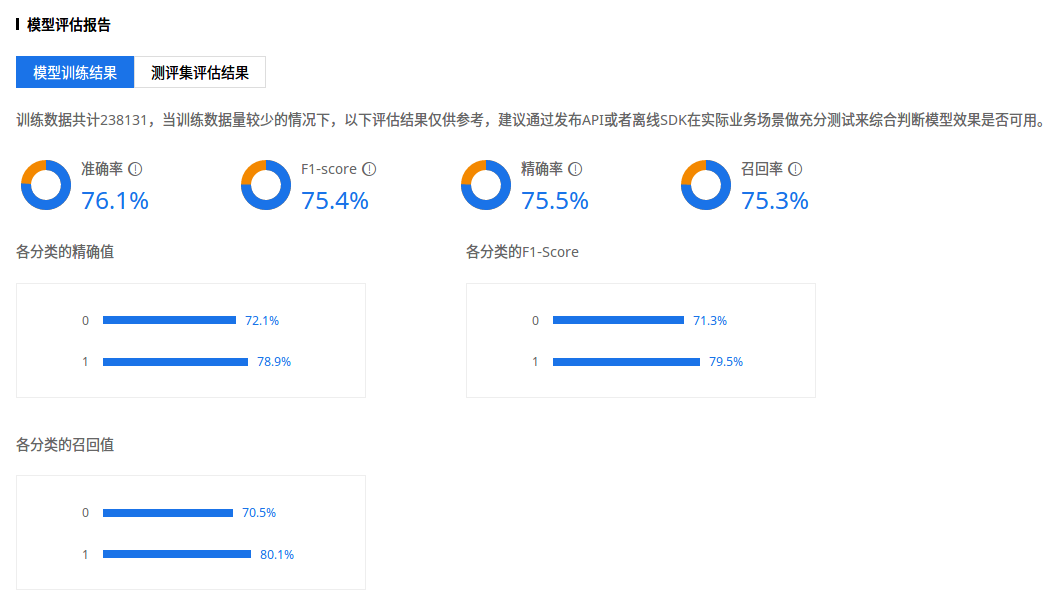 模型评估报告
模型训练结果 测评集评估结果
训练数据共计238131，当训练数据量较少的情况下，以下评估结果仅供参考，建议通过发布API或者离线SDK在实际业务场景做充分测试来综合判断模型效果是否可用。
准确率 F1-score 精确率 召回率
76.1% 75.4% 75.5% 75.3%
各分类的精确值 各分类的F1-Score
0 72.1% 0 71.3%
1 78.9% 1 79.5%
各分类的召回值
0 70.5%
1 80.1%